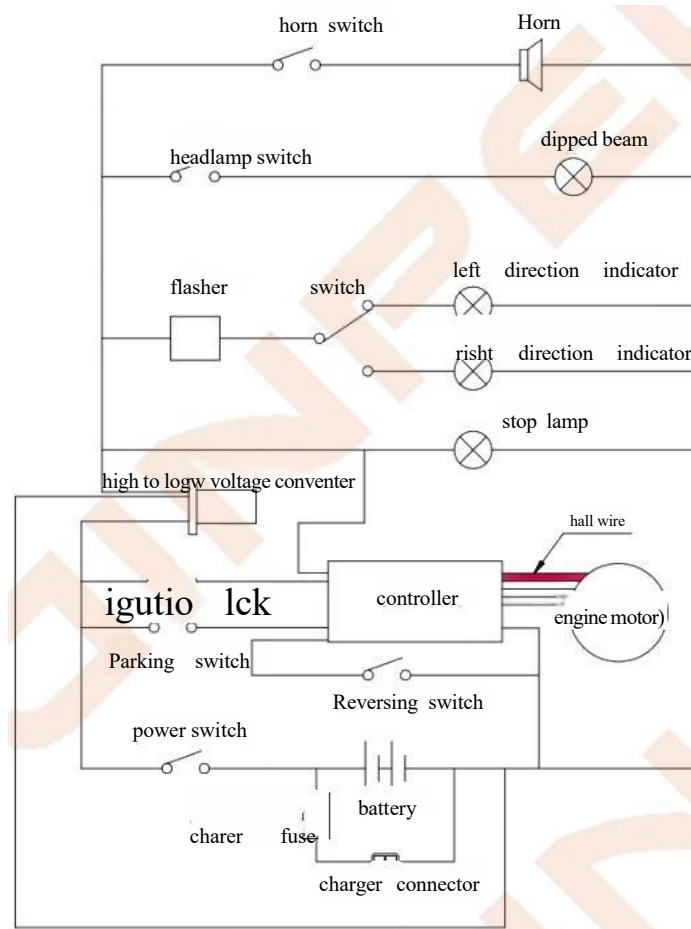 horn switch
Horn
headlamp switch
dipped beam
flasher
switch
left direction indicator
risht direction indicator
stop lamp
high to logw voltage conventer
hall wire
controller
engine motor)
igutio lck
Parking switch
Reversing switch
power switch
battery
charer fuse
charger connector
JINPENG